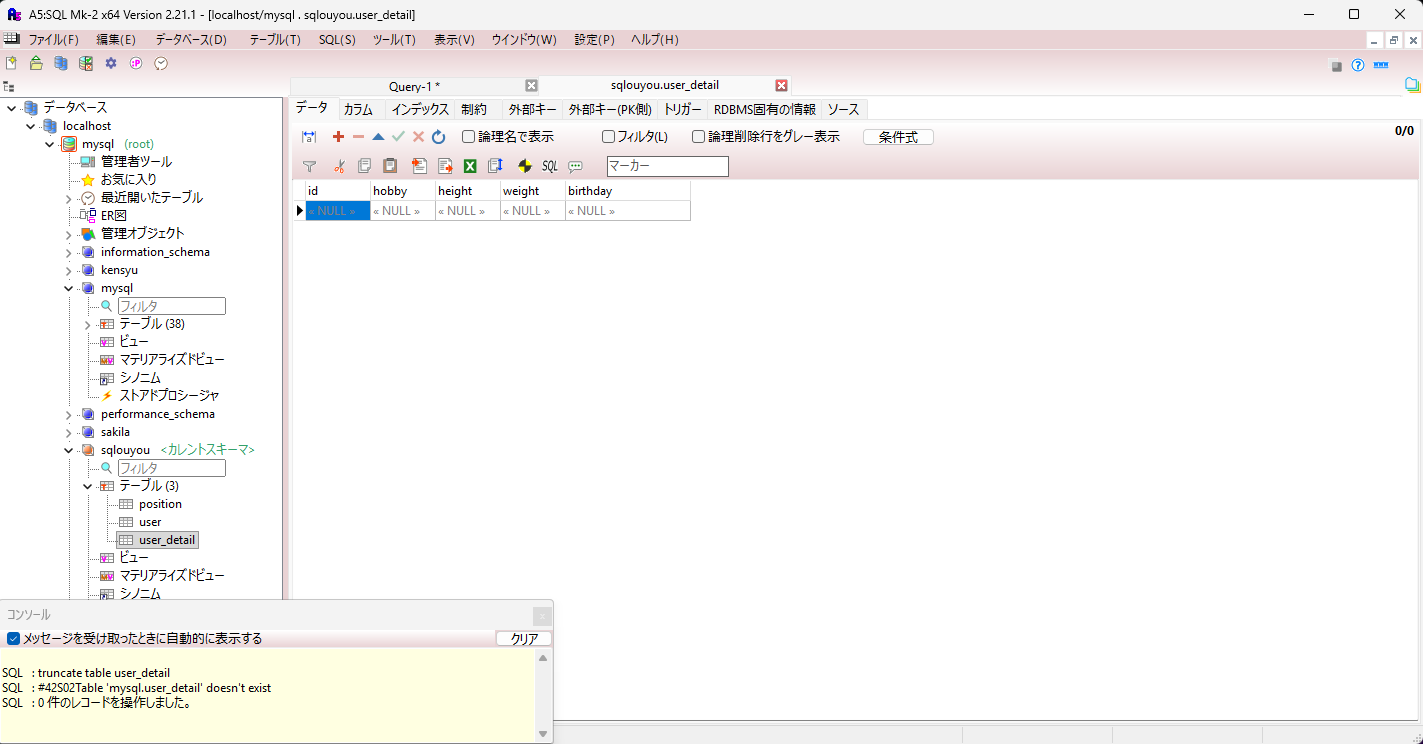 A5:SQL Mk-2 x64 Version 2.21.1 - [localhost/mysql . sqlouyou.user_detail]
ファイル(F) 編集(E) データベース(D) テーブル(T) SQL(S) ツール(T) 表示(V) ウインドウ(W) 設定(P) ヘルプ(H)
Query-1 * sqlouyou.user_detail
データベース
localhost
mysql (root)
管理者ツール
お気に入り
最近開いたテーブル
ER図
管理オブジェクト
information_schema
kensyu
mysql
フィルタ
テーブル (38)
ビュー
マテリアライズドビュー
シノニム
ストアドプロシージャ
performance_schema
sakila
sqlouyou <カレントスキーマ>
フィルタ
テーブル (3)
position
user
user_detail
ビュー
マテリアライズドビュー
シノニム
データ カラム インデックス 制約 外部キー 外部キー(PK側) トリガー RDBMS固有の情報 ソース
論理名で表示 フィルタ(L) 論理削除行をグレー表示 条件式 0/0
SQL マーカー
id hobby height weight birthday
« NULL » « NULL » « NULL » « NULL » « NULL »
コンソール
メッセージを受け取ったときに自動的に表示する クリア
SQL : truncate table user_detail
SQL : #42S02Table 'mysql.user_detail' doesn't exist
SQL : 0 件のレコードを操作しました。